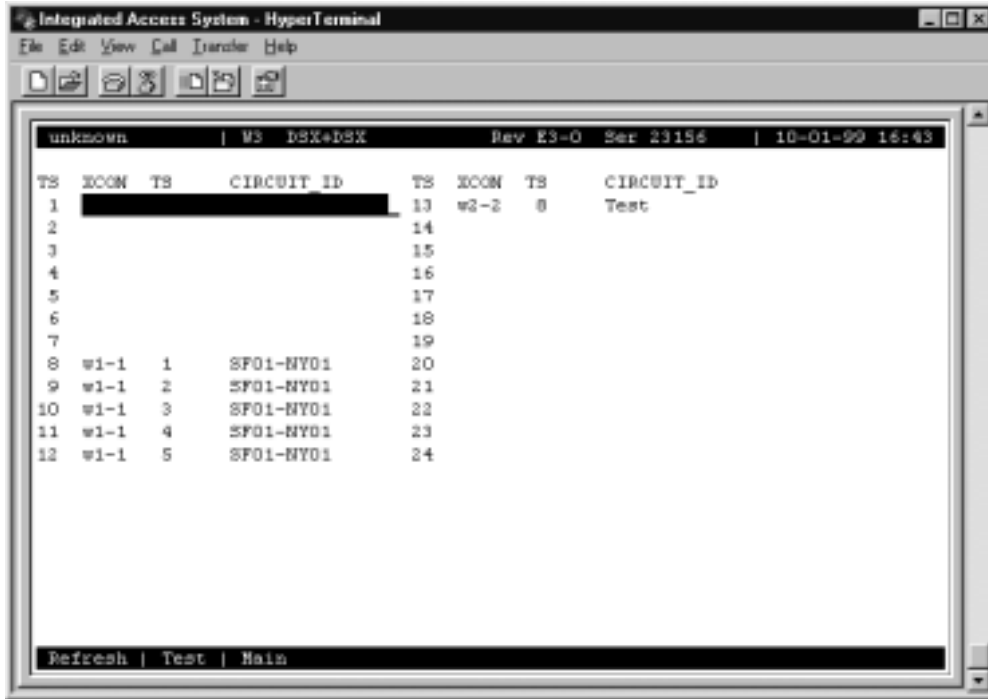 Integrated Access System - HyperTerminal
File Edit View Call Transfer Help
unknown | W3 DSX+DSX Rev E3-0 Ser 23156 | 10-01-99 16:43
TS XCON TS CIRCUIT_ID TS XCON TS CIRCUIT_ID
1 13 w2-2 8 Test
2 14
3 15
4 16
5 17
6 18
7 19
8 w1-1 1 SF01-NY01 20
9 w1-1 2 SF01-NY01 21
10 w1-1 3 SF01-NY01 22
11 w1-1 4 SF01-NY01 23
12 w1-1 5 SF01-NY01 24
Refresh | Test | Main